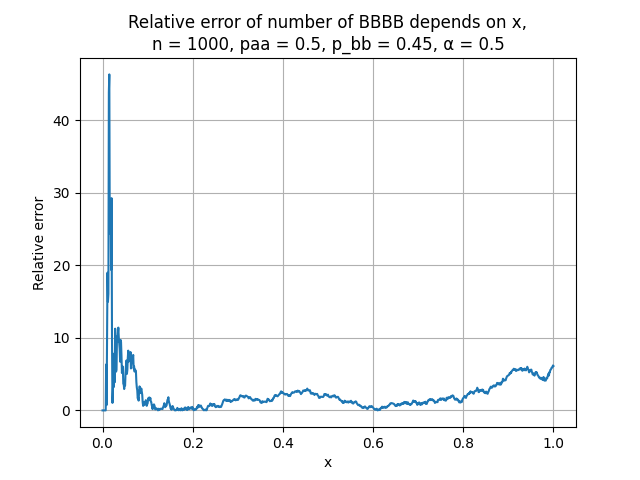 Relative error of number of BBBB depends on x,
n = 1000, paa = 0.5, p_bb = 0.45, α = 0.5
40
30
20
10
0
Relative error
0.0 0.2 0.4 0.6 0.8 1.0
x